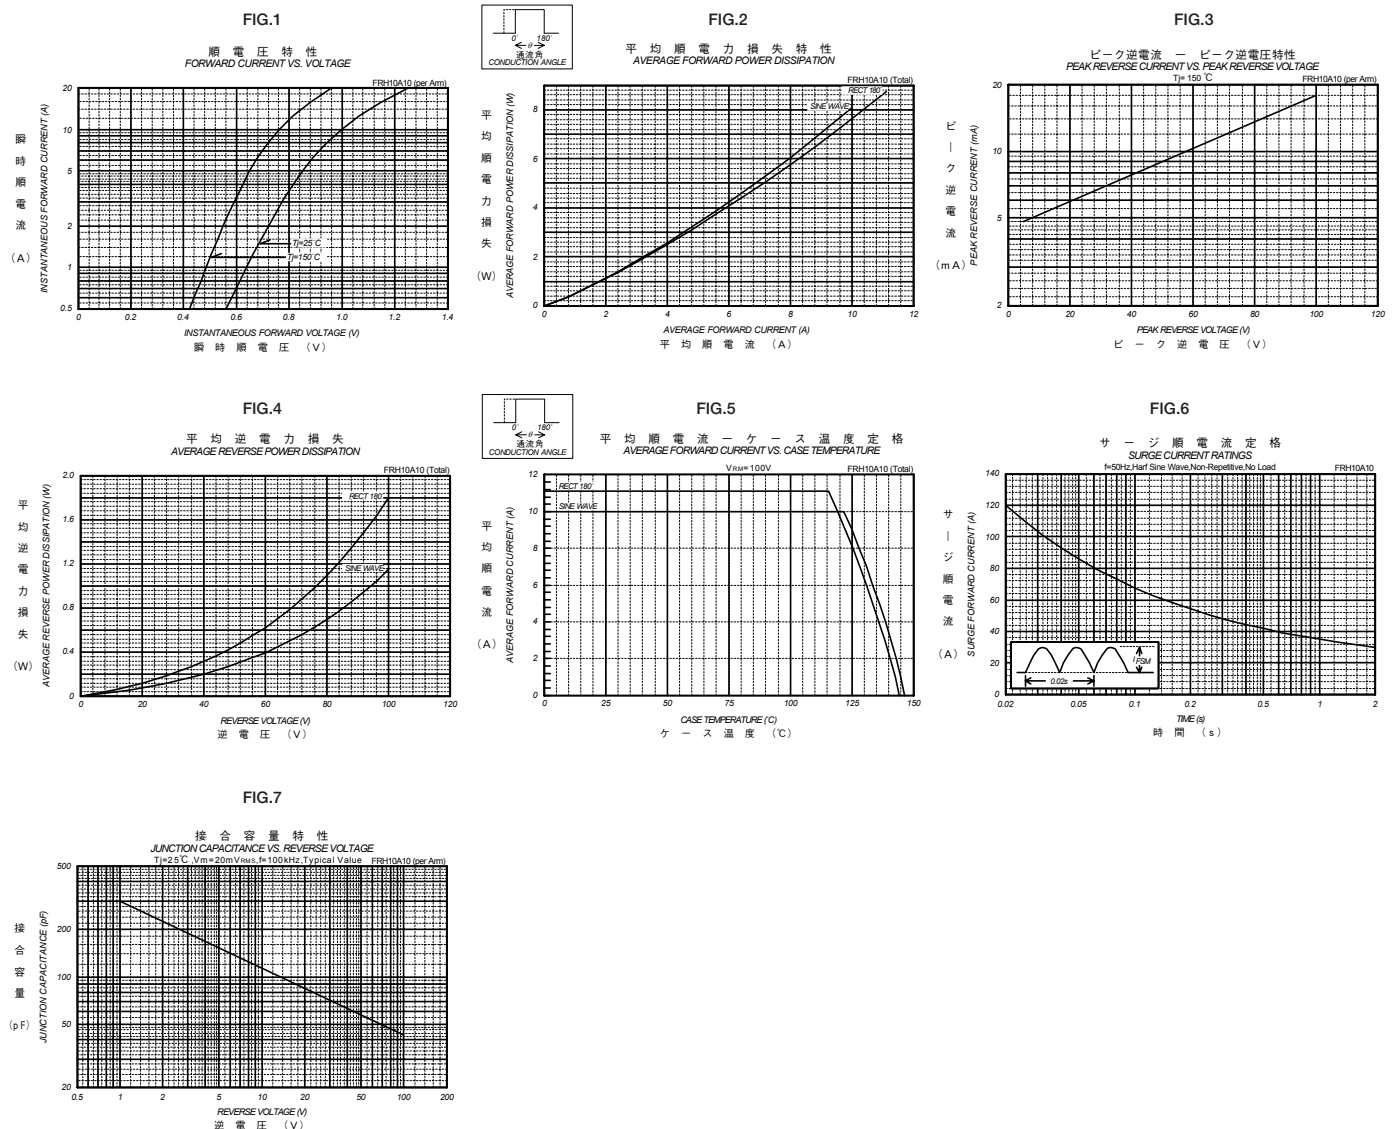 FIG.1
順電圧特性
FORWARD CURRENT VS. VOLTAGE
FRH10A10 (per Arm)
瞬時順電流 (A)
INSTANTANEOUS FORWARD CURRENT (A)
20
10
5
2
1
0.5
Tj=25°C
Tj=150°C
0 0.2 0.4 0.6 0.8 1.0 1.2 1.4
INSTANTANEOUS FORWARD VOLTAGE (V)
瞬時順電圧 (V)
0° 180°
θ
通流角
CONDUCTION ANGLE
FIG.2
平均順電力損失特性
AVERAGE FORWARD POWER DISSIPATION
FRH10A10 (Total)
平均順電力損失 (W)
AVERAGE FORWARD POWER DISSIPATION (W)
RECT 180°
SINE WAVE
8
6
4
2
0
0 2 4 6 8 10 12
AVERAGE FORWARD CURRENT (A)
平均順電流 (A)
FIG.3
ピーク逆電流 ー ピーク逆電圧特性
PEAK REVERSE CURRENT VS. PEAK REVERSE VOLTAGE
Tj= 150 °C
FRH10A10 (per Arm)
ピーク逆電流 (mA)
PEAK REVERSE CURRENT (mA)
20
10
5
2
0 20 40 60 80 100 120
PEAK REVERSE VOLTAGE (V)
ピーク逆電圧 (V)
FIG.4
平均逆電力損失
AVERAGE REVERSE POWER DISSIPATION
FRH10A10 (Total)
平均逆電力損失 (W)
AVERAGE REVERSE POWER DISSIPATION (W)
2.0
1.6
1.2
0.8
0.4
0
RECT 180°
SINE WAVE
0 20 40 60 80 100 120
REVERSE VOLTAGE (V)
逆電圧 (V)
0° 180°
θ
通流角
CONDUCTION ANGLE
FIG.5
平均順電流ーケース温度定格
AVERAGE FORWARD CURRENT VS. CASE TEMPERATURE
VRM=100V
FRH10A10 (Total)
平均順電流 (A)
AVERAGE FORWARD CURRENT (A)
12
10
8
6
4
2
0
RECT 180°
SINE WAVE
0 25 50 75 100 125 150
CASE TEMPERATURE (°C)
ケース温度 (℃)
FIG.6
サージ順電流定格
SURGE CURRENT RATINGS
f=50Hz,Harf Sine Wave,Non-Repetitive,No Load
FRH10A10
サージ順電流 (A)
SURGE FORWARD CURRENT (A)
140
120
100
80
60
40
20
0
IFSM
0.02s
0.02 0.05 0.1 0.2 0.5 1 2
TIME (s)
時間 (s)
FIG.7
接合容量特性
JUNCTION CAPACITANCE VS. REVERSE VOLTAGE
Tj=25℃,Vm=20mVRMS,f=100kHz,Typical Value
FRH10A10 (per Arm)
接合容量 (pF)
JUNCTION CAPACITANCE (pF)
500
200
100
50
20
0.5 1 2 5 10 20 50 100 200
REVERSE VOLTAGE (V)
逆電圧 (V)